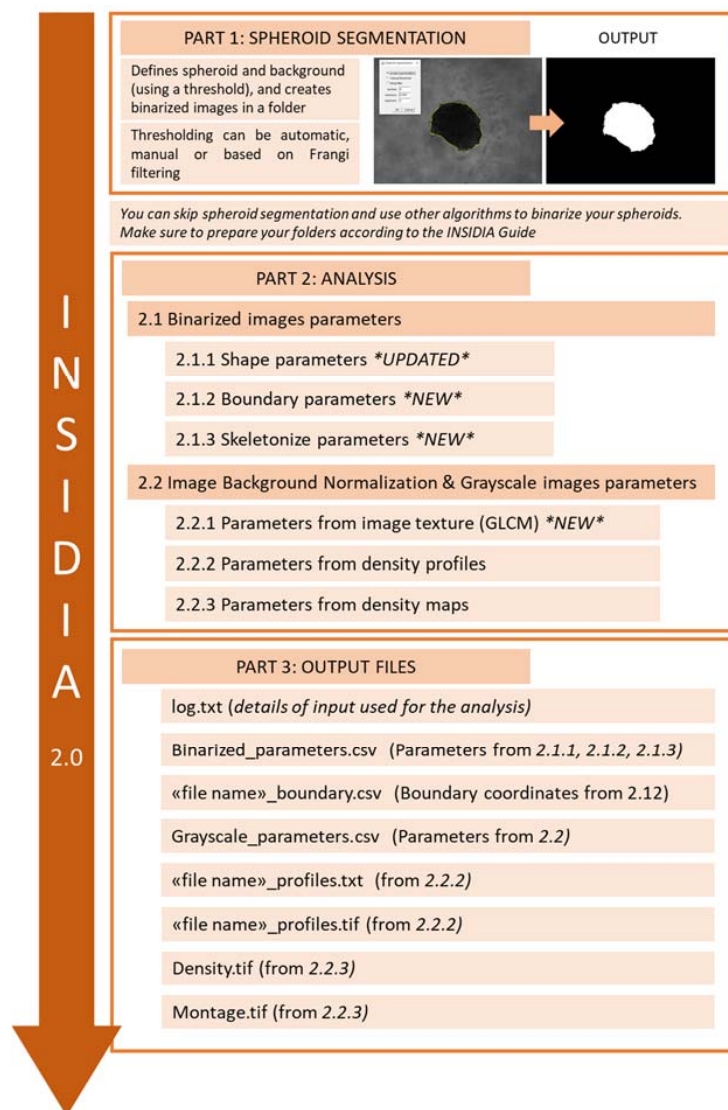 INSIDIA
2.0
PART 1: SPHEROID SEGMENTATION
OUTPUT
Defines spheroid and background
(using a threshold), and creates
binarized images in a folder
Thresholding can be automatic,
manual or based on Frangi
filtering
You can skip spheroid segmentation and use other algorithms to binarize your spheroids.
Make sure to prepare your folders according to the INSIDIA Guide
PART 2: ANALYSIS
2.1 Binarized images parameters
2.1.1 Shape parameters *UPDATED*
2.1.2 Boundary parameters *NEW*
2.1.3 Skeletonize parameters *NEW*
2.2 Image Background Normalization & Grayscale images parameters
2.2.1 Parameters from image texture (GLCM) *NEW*
2.2.2 Parameters from density profiles
2.2.3 Parameters from density maps
PART 3: OUTPUT FILES
log.txt (details of input used for the analysis)
Binarized_parameters.csv (Parameters from 2.1.1, 2.1.2, 2.1.3)
«file name»_boundary.csv (Boundary coordinates from 2.12)
Grayscale_parameters.csv (Parameters from 2.2)
«file name»_profiles.txt (from 2.2.2)
«file name»_profiles.tif (from 2.2.2)
Density.tif (from 2.2.3)
Montage.tif (from 2.2.3)